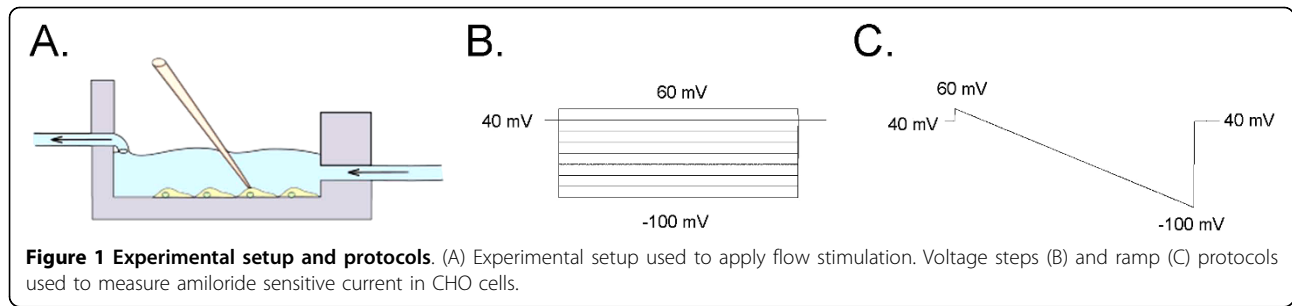 A.
B.
C.
60 mV
40 mV
-100 mV
60 mV
40 mV
40 mV
-100 mV
Figure 1 Experimental setup and protocols. (A) Experimental setup used to apply flow stimulation. Voltage steps (B) and ramp (C) protocols
used to measure amiloride sensitive current in CHO cells.